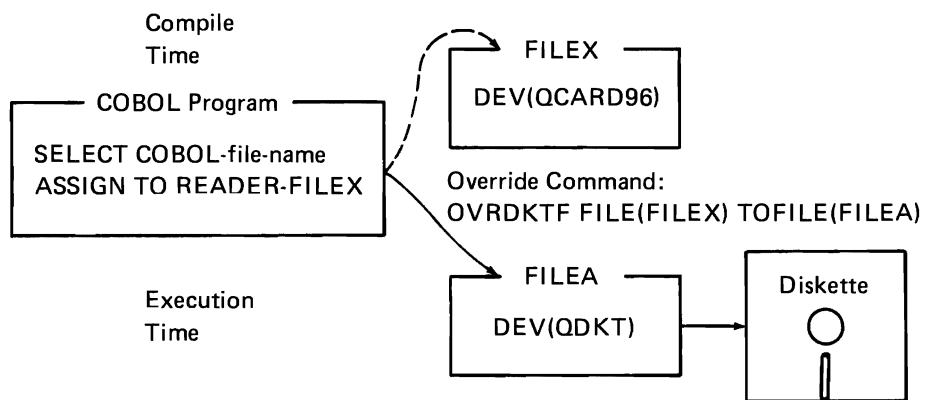 Compile
Time
COBOL Program
SELECT COBOL-file-name
ASSIGN TO READER-FILEX
FILEX
DEV(QCARD96)
Override Command:
OVRDKTF FILE(FILEX) TOFILE(FILEA)
Execution
Time
FILEA
DEV(QDKT)
Diskette